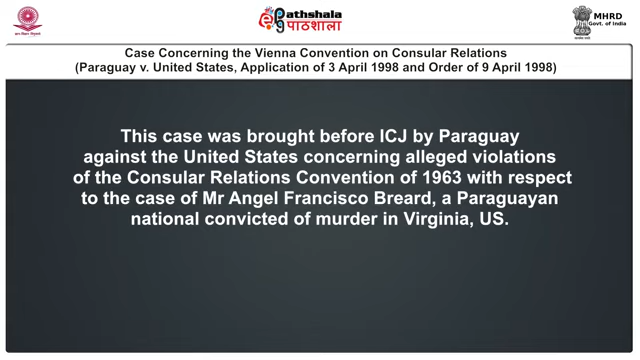 ePathshala
पाठशाला
MHRD
Govt. of India
Case Concerning the Vienna Convention on Consular Relations
(Paraguay v. United States, Application of 3 April 1998 and Order of 9 April 1998)
This case was brought before ICJ by Paraguay
against the United States concerning alleged violations
of the Consular Relations Convention of 1963 with respect
to the case of Mr Angel Francisco Breard, a Paraguayan
national convicted of murder in Virginia, US.